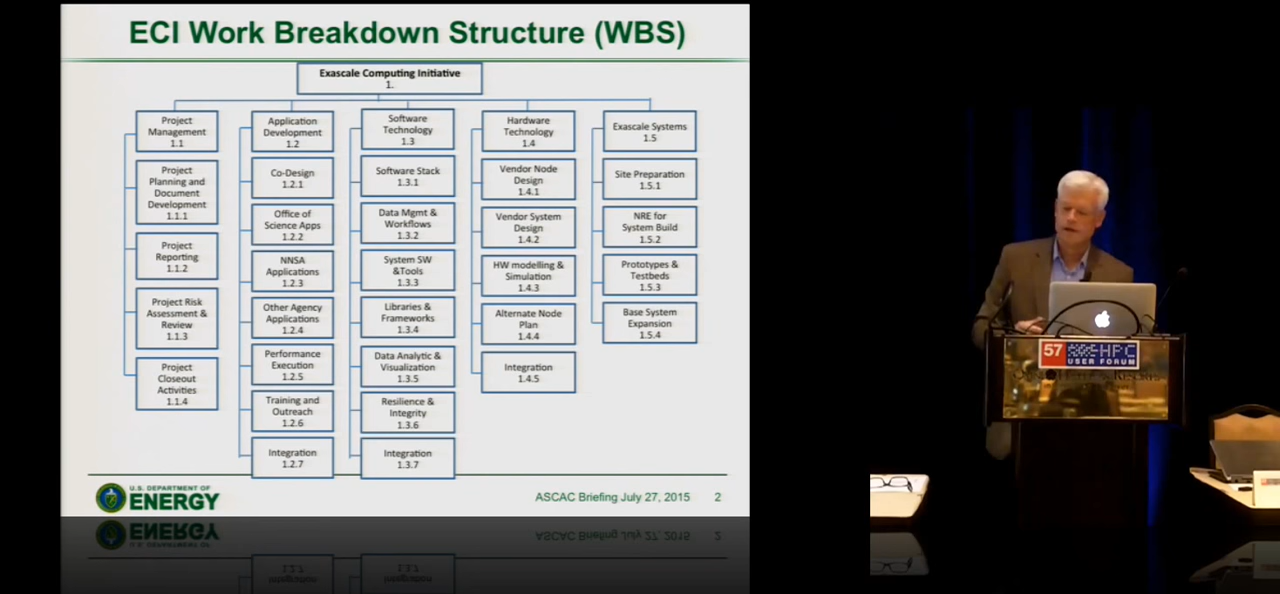 ECI Work Breakdown Structure (WBS)
Exascale Computing Initiative
1.
Project
Management
1.1
Project
Planning and
Document
Development
1.1.1
Project
Reporting
1.1.2
Project Risk
Assessment &
Review
1.1.3
Project
Closeout
Activities
1.1.4
Application
Development
1.2
Co-Design
1.2.1
Office of
Science Apps
1.2.2
NNSA
Applications
1.2.3
Other Agency
Applications
1.2.4
Performance
Execution
1.2.5
Training and
Outreach
1.2.6
Integration
1.2.7
Software
Technology
1.3
Software Stack
1.3.1
Data Mgmt &
Workflows
1.3.2
System SW
&Tools
1.3.3
Libraries &
Frameworks
1.3.4
Data Analytic &
Visualization
1.3.5
Resilience &
Integrity
1.3.6
Integration
1.3.7
Hardware
Technology
1.4
Vendor Node
Design
1.4.1
Vendor System
Design
1.4.2
HW modelling &
Simulation
1.4.3
Alternate Node
Plan
1.4.4
Integration
1.4.5
Exascale Systems
1.5
Site Preparation
1.5.1
NRE for
System Build
1.5.2
Prototypes &
Testbeds
1.5.3
Base System
Expansion
1.5.4
U.S. DEPARTMENT OF
ENERGY
ASCAC Briefing July 27, 2015 2
57 HPC
USER FORUM